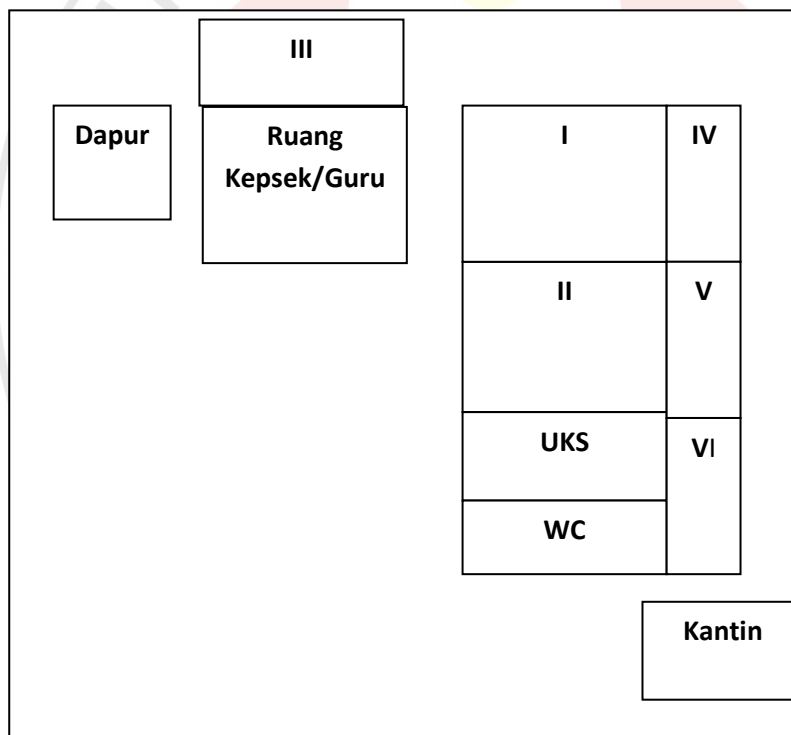 III
Dapur
Ruang
Kepsek/Guru
I
IV
II
V
UKS
VI
WC
Kantin